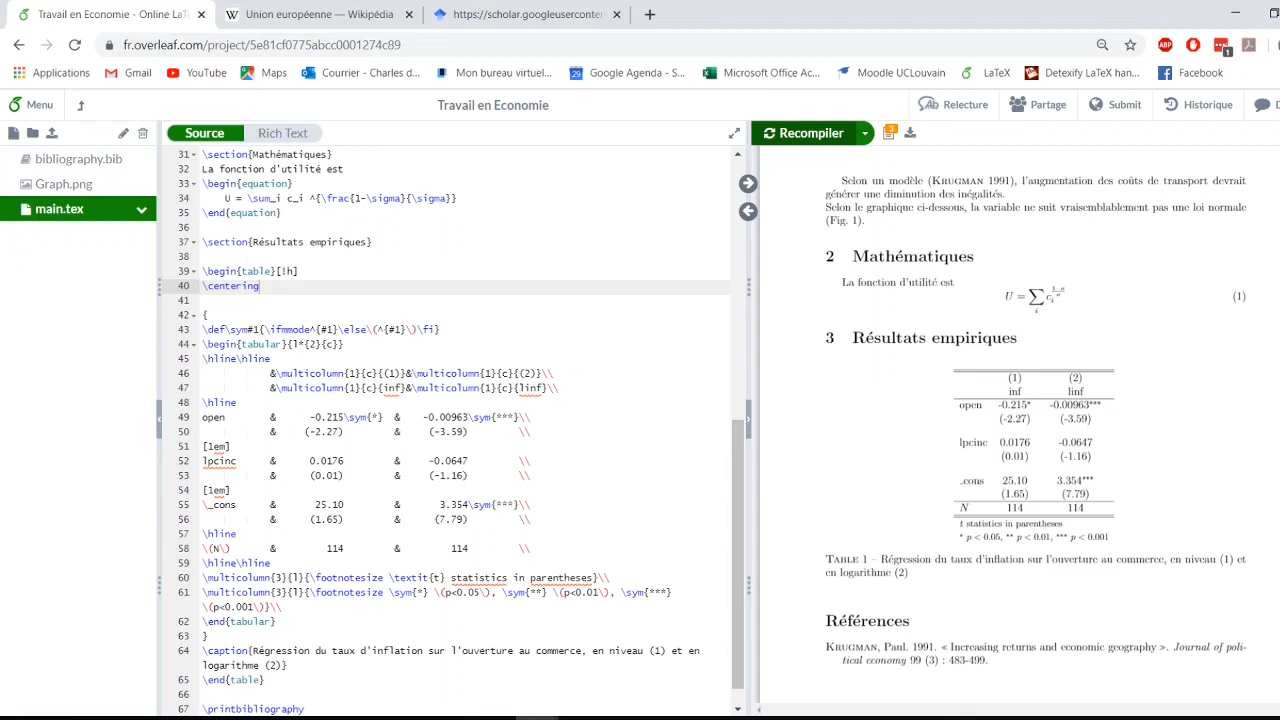 Travail en Economie - Online LaT
Union européenne — Wikipédia
https://scholar.googleuserconten
fr.overleaf.com/project/5e81cf0775abcc0001274c89
ABP
1
Applications
Gmail
YouTube
Maps
Courrier - Charles d...
Mon bureau virtuel...
29
Google Agenda - S...
Microsoft Office Ac...
Moodle UCLouvain
LaTeX
Detexify LaTeX han...
Facebook
Menu
Travail en Economie
Relecture
Partage
Submit
Historique
Source
Rich Text
Recompiler
3
bibliography.bib
Graph.png
main.tex
31 \section{Mathématiques}
32 La fonction d'utilité est
33 \begin{equation}
34 U = \sum_i c_i ^{\frac{1-\sigma}{\sigma}}
35 \end{equation}
36
37 \section{Résultats empiriques}
38
39 \begin{table}[!h]
40 \centering
41
42 {
43 \def\sym#1{\ifmmode^{#1}\else\(^{#1}\)\fi}
44 \begin{tabular}{l*{2}{c}}
45 \hline\hline
46 &\multicolumn{1}{c}{(1)}&\multicolumn{1}{c}{(2)}\\
47 &\multicolumn{1}{c}{inf}&\multicolumn{1}{c}{linf}\\
48 \hline
49 open & -0.215\sym{*} & -0.00963\sym{***}\\
50 & (-2.27) & (-3.59) \\
51 [1em]
52 lpcinc & 0.0176 & -0.0647 \\
53 & (0.01) & (-1.16) \\
54 [1em]
55 \_cons & 25.10 & 3.354\sym{***}\\
56 & (1.65) & (7.79) \\
57 \hline
58 \(N\) & 114 & 114 \\
59 \hline\hline
60 \multicolumn{3}{l}{\footnotesize \textit{t} statistics in parentheses}\\
61 \multicolumn{3}{l}{\footnotesize \sym{*} \(p<0.05\), \sym{**} \(p<0.01\), \sym{***}
\(p<0.001\)}\\
62 \end{tabular}
63 }
64 \caption{Régression du taux d'inflation sur l'ouverture au commerce, en niveau (1) et en
logarithme (2)}
65 \end{table}
66
67 \printbibliography
Selon un modèle (KRUGMAN 1991), l'augmentation des coûts de transport devrait
générer une diminution des inégalités.
Selon le graphique ci-dessous, la variable ne suit vraisemblablement pas une loi normale
(Fig. 1).
2 Mathématiques
La fonction d'utilité est
U = ∑ᵢ cᵢ^((1−σ)/σ) (1)
3 Résultats empiriques
(1) (2)
inf linf
open -0.215* -0.00963***
(-2.27) (-3.59)
lpcinc 0.0176 -0.0647
(0.01) (-1.16)
_cons 25.10 3.354***
(1.65) (7.79)
N 114 114
t statistics in parentheses
* p < 0.05, ** p < 0.01, *** p < 0.001
TABLE 1 – Régression du taux d'inflation sur l'ouverture au commerce, en niveau (1) et
en logarithme (2)
Références
KRUGMAN, Paul. 1991. « Increasing returns and economic geography ». Journal of poli-
tical economy 99 (3) : 483-499.